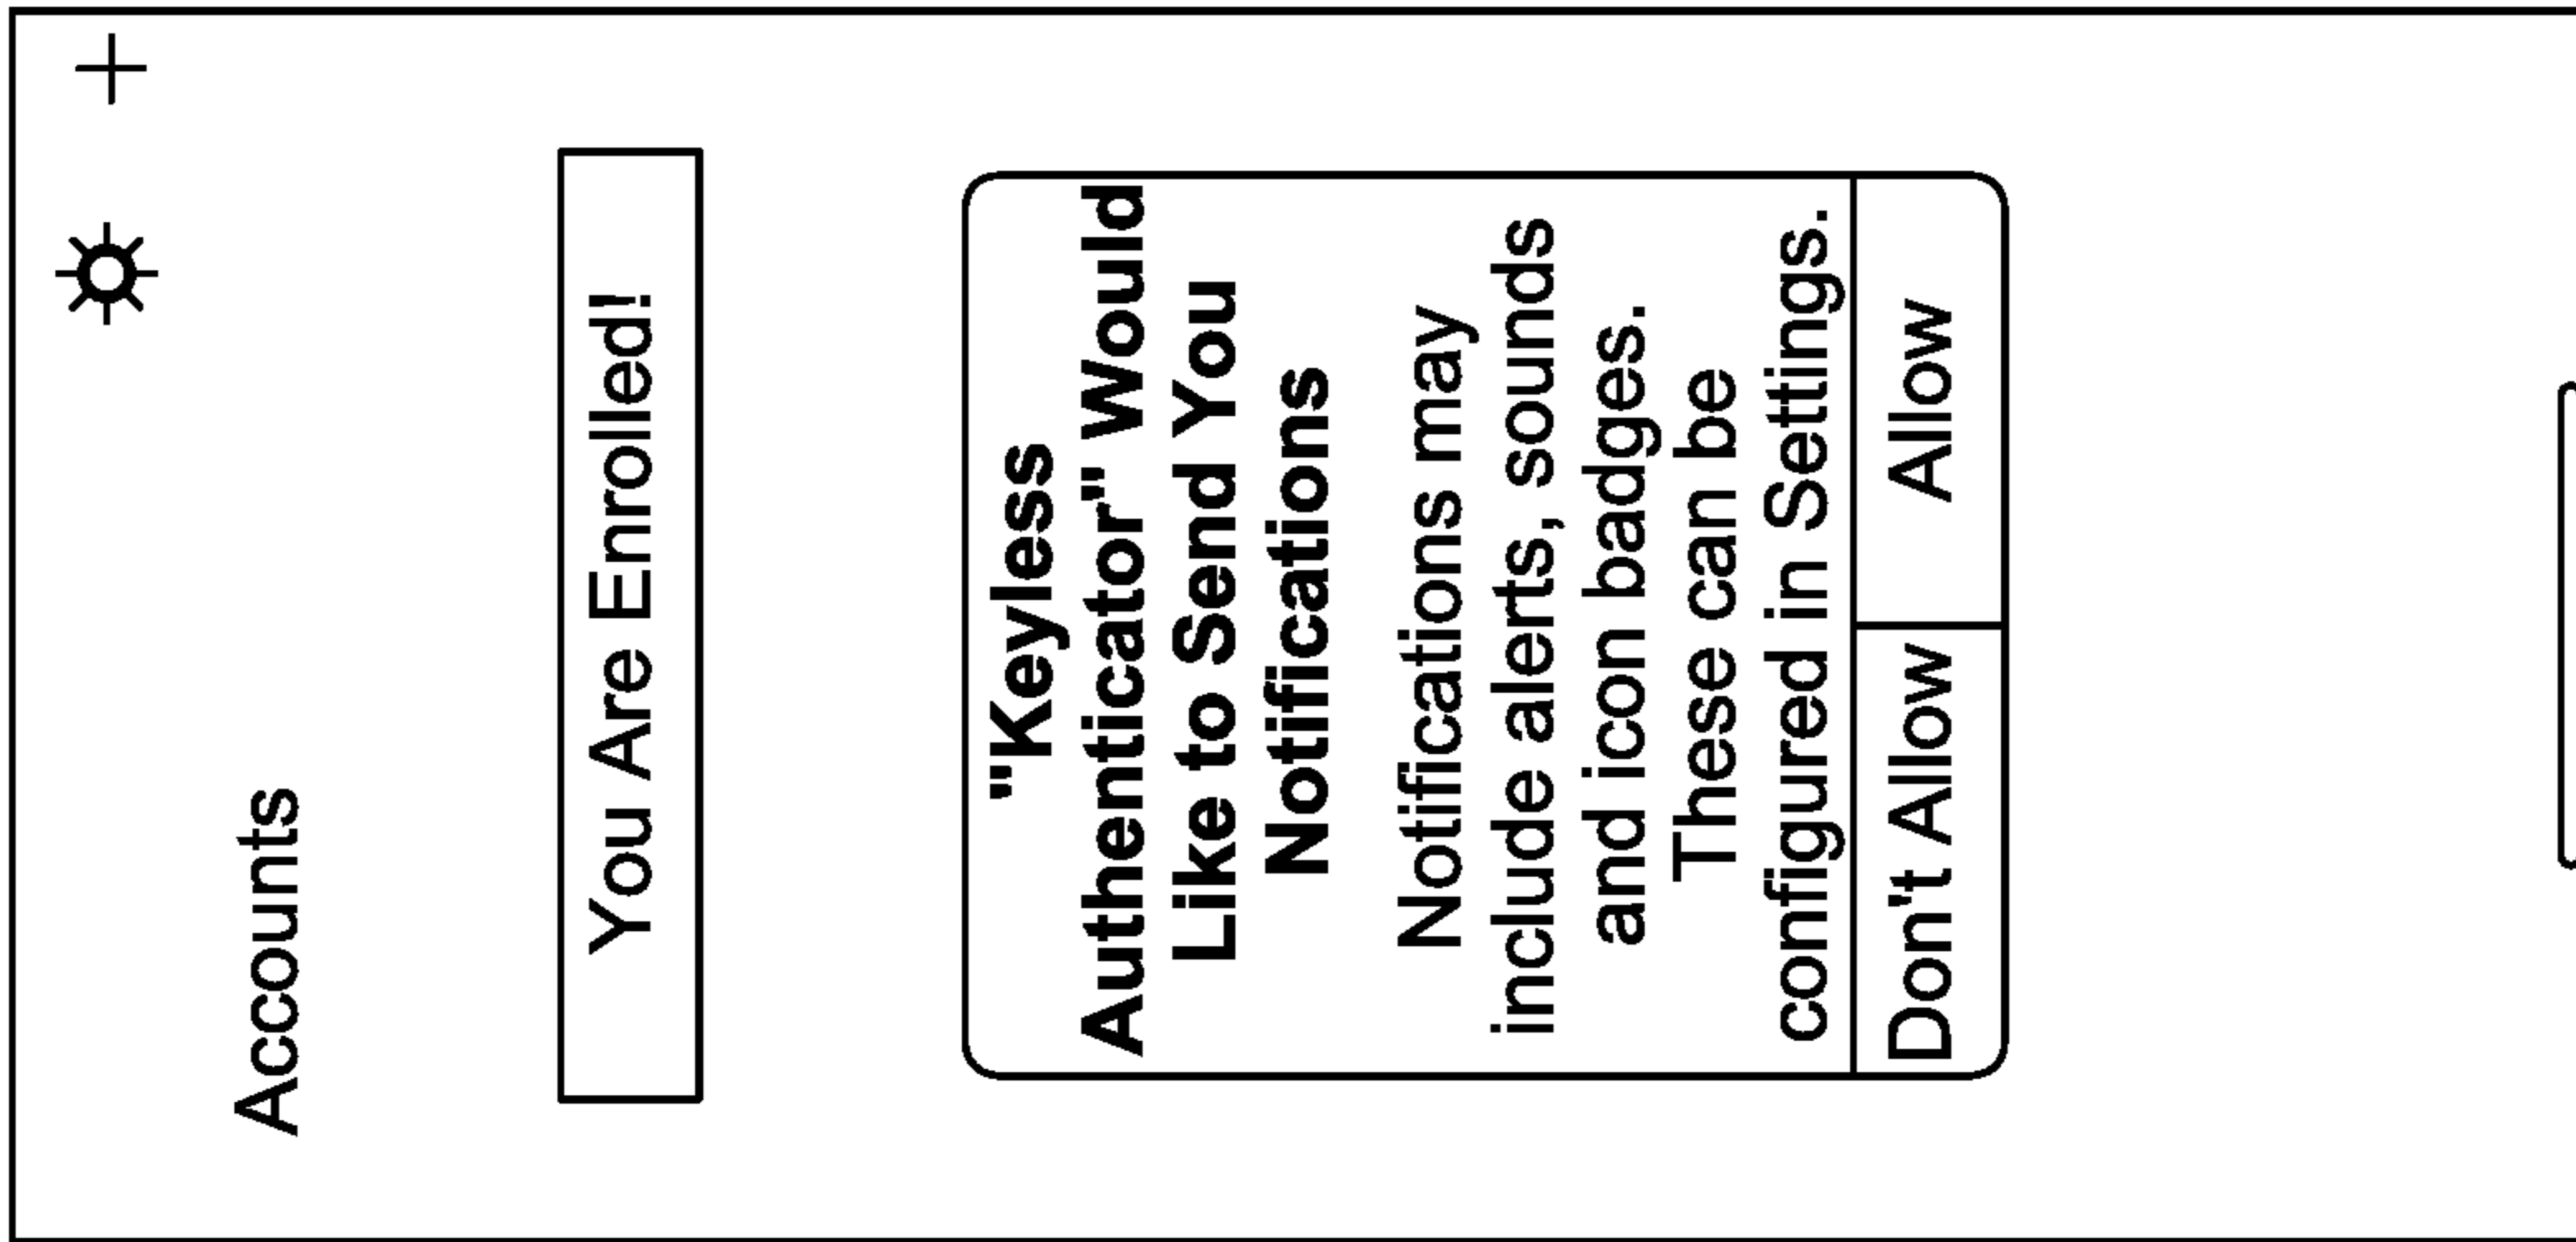 Accounts
You Are Enrolled!
"Keyless
Authenticator" Would
Like to Send You
Notifications
Notifications may
include alerts, sounds
and icon badges.
These can be
configured in Settings.
Don't Allow
Allow